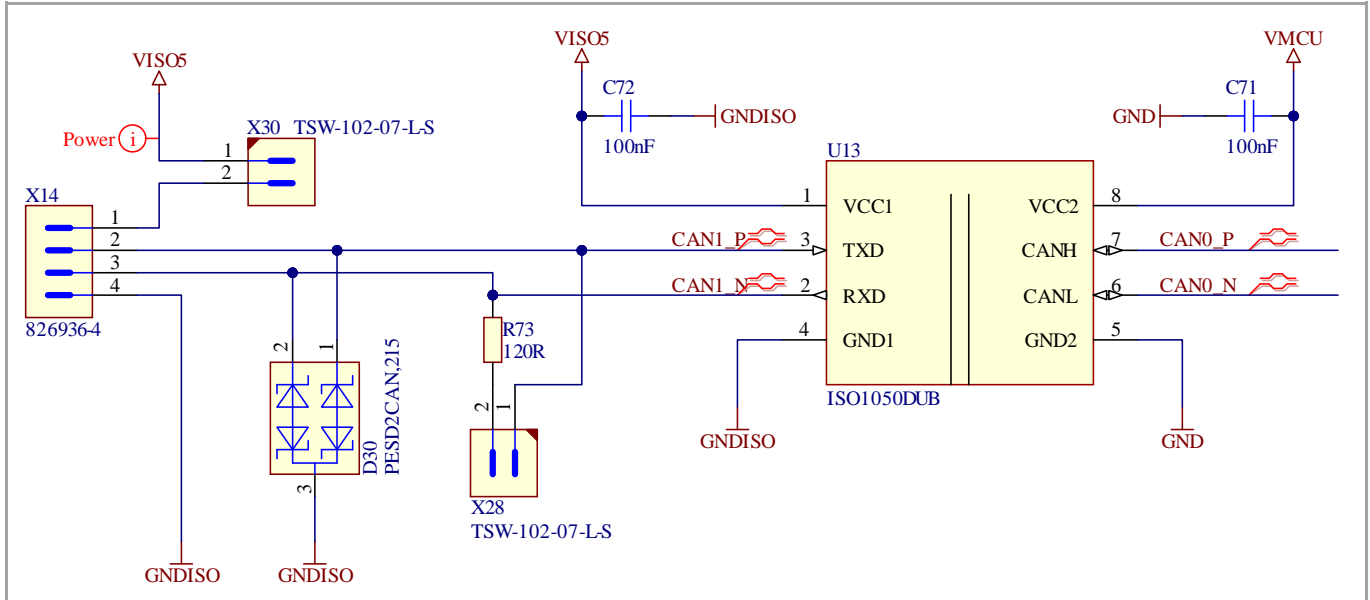 VISO5
VISO5
VMCU
Power i
X30 TSW-102-07-L-S
1
2
C72
GNDISO
100nF
GND
C71
100nF
X14
1
2
3
4
826936-4
U13
1 VCC1
VCC2 8
CAN1_P 3 TXD
CANH 7 CAN0_P
CAN1_N 2 RXD
CANL 6 CAN0_N
4 GND1
GND2 5
ISO1050DUB
R73
120R
2
1
D30
PESD2CAN,215
3
2
1
X28
TSW-102-07-L-S
GNDISO
GND
GNDISO
GNDISO